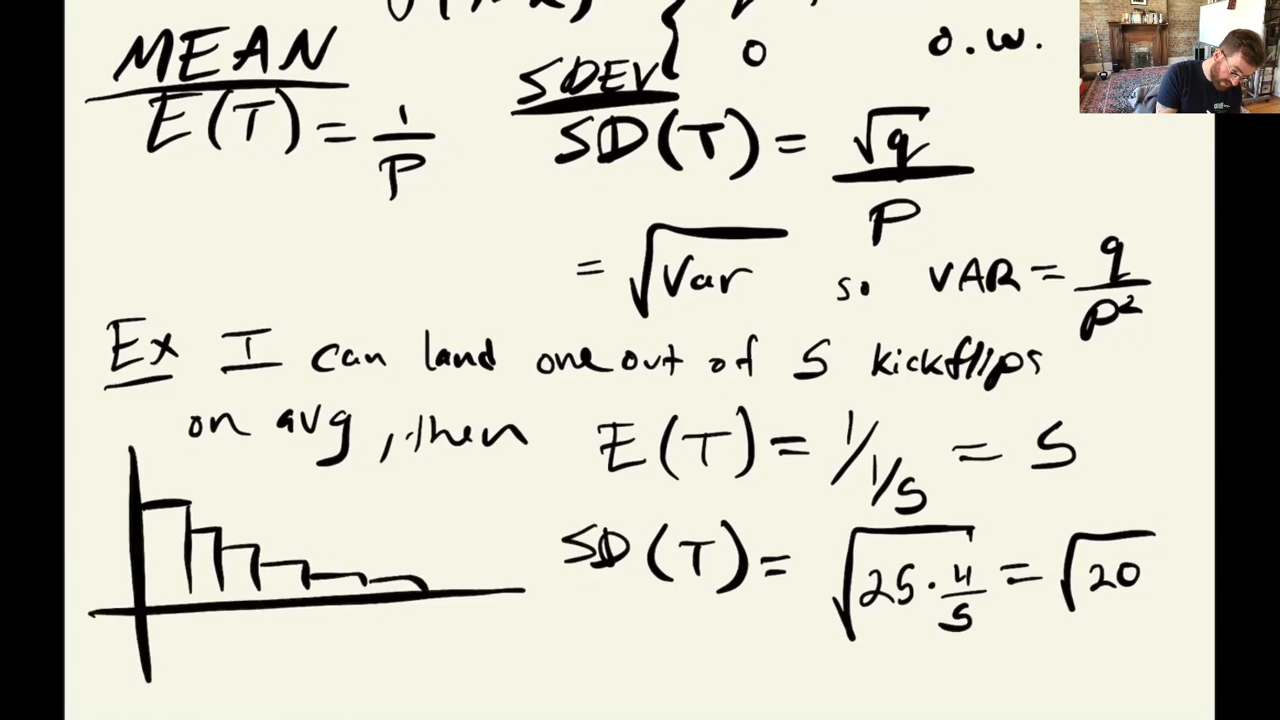 MEAN
E(T) = 1/P
SDEV
SD(T) = √q/P
0 o.w.
= √Var so VAR = q/p²
Ex I can land one out of 5 kickflips
on avg, then E(T) = 1/1/5 = 5
SD(T) = √25·4/5 = √20